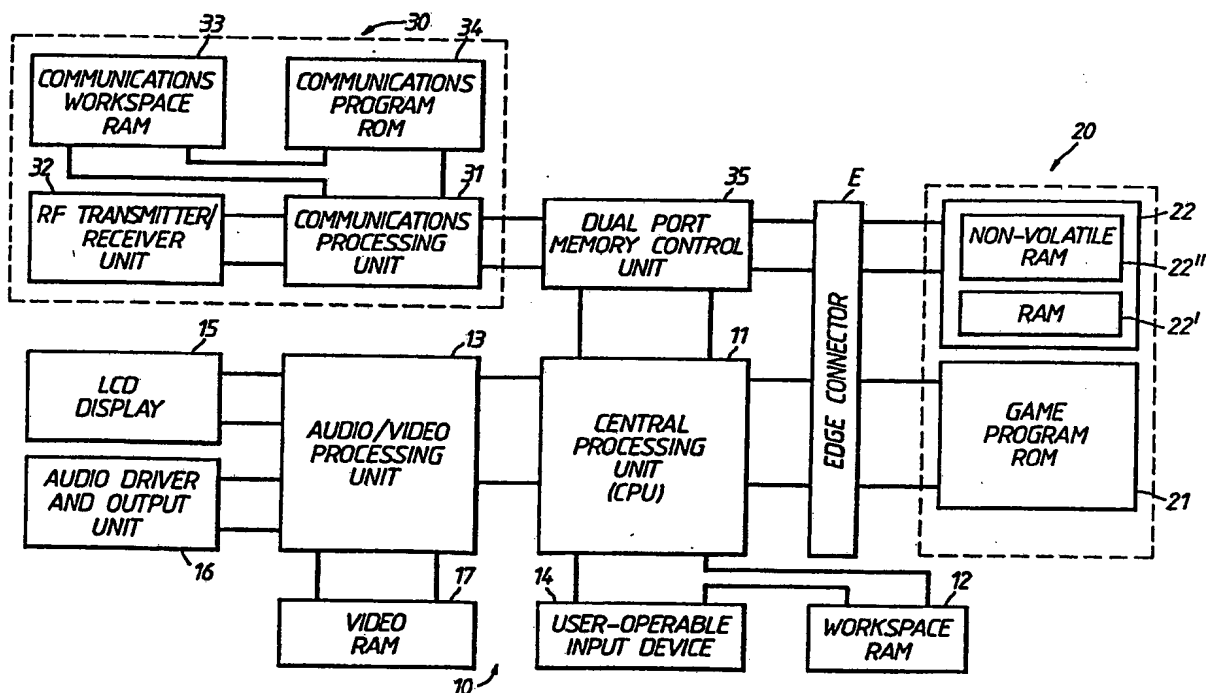 33
30
34
COMMUNICATIONS
WORKSPACE
RAM
COMMUNICATIONS
PROGRAM
ROM
32
31
RF TRANSMITTER/
RECEIVER
UNIT
COMMUNICATIONS
PROCESSING
UNIT
35
DUAL PORT
MEMORY CONTROL
UNIT
E
EDGE CONNECTOR
20
22
NON-VOLATILE
RAM
22"
RAM
22'
15
LCD
DISPLAY
13
AUDIO/VIDEO
PROCESSING
UNIT
11
CENTRAL
PROCESSING
UNIT
(CPU)
GAME
PROGRAM
ROM
21
AUDIO DRIVER
AND OUTPUT
UNIT
16
17
VIDEO
RAM
14
USER-OPERABLE
INPUT DEVICE
12
WORKSPACE
RAM
10